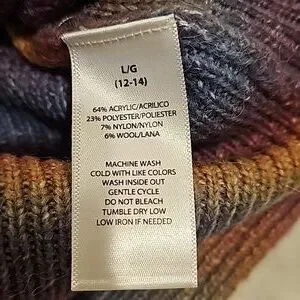 L/G
(12-14)
64% ACRYLIC/ACRILICO
23% POLYESTER/POLIESTER
7% NYLON/NYLON
6% WOOL/LANA
MACHINE WASH
COLD WITH LIKE COLORS
WASH INSIDE OUT
GENTLE CYCLE
DO NOT BLEACH
TUMBLE DRY LOW
LOW IRON IF NEEDED